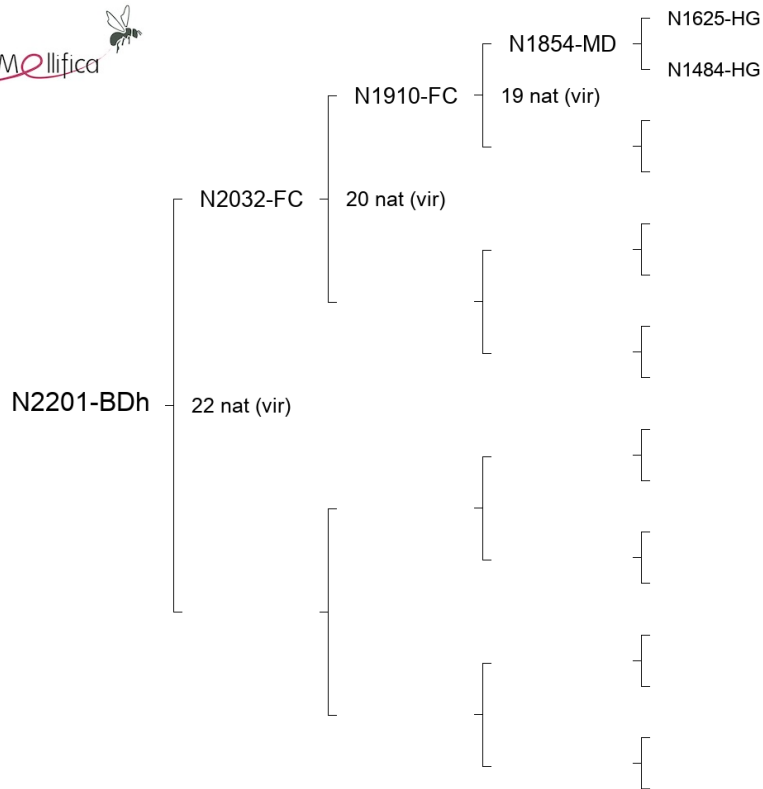 Mellifica
N1625-HG
N1854-MD
N1484-HG
N1910-FC
19 nat (vir)
N2032-FC
20 nat (vir)
N2201-BDh
22 nat (vir)